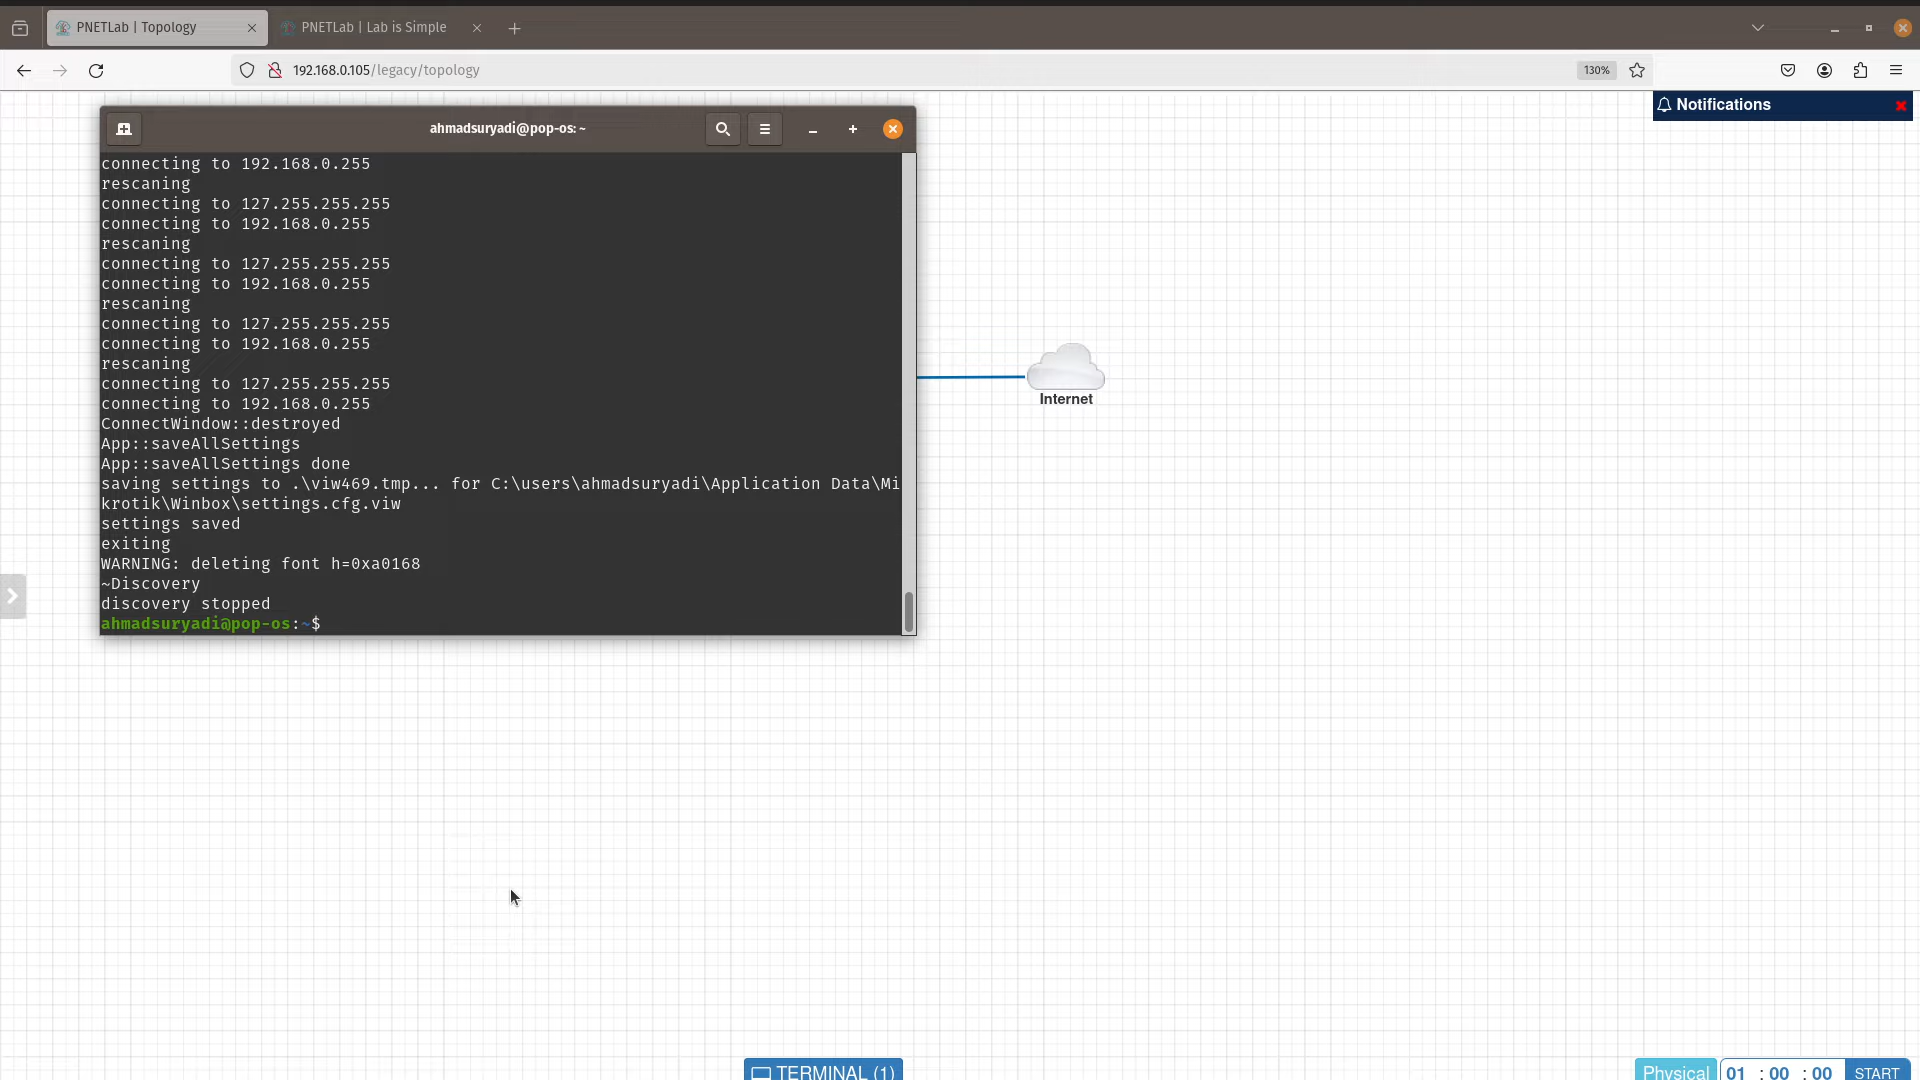 PNETLab | Topology
PNETLab | Lab is Simple
192.168.0.105/legacy/topology
130%
Notifications
ahmadsuryadi@pop-os: ~
connecting to 192.168.0.255
rescaning
connecting to 127.255.255.255
connecting to 192.168.0.255
rescaning
connecting to 127.255.255.255
connecting to 192.168.0.255
rescaning
connecting to 127.255.255.255
connecting to 192.168.0.255
rescaning
connecting to 127.255.255.255
connecting to 192.168.0.255
ConnectWindow::destroyed
App::saveAllSettings
App::saveAllSettings done
saving settings to .\viw469.tmp... for C:\users\ahmadsuryadi\Application Data\Mi
krotik\Winbox\settings.cfg.viw
settings saved
exiting
WARNING: deleting font h=0xa0168
~Discovery
discovery stopped
ahmadsuryadi@pop-os:~$
Internet
TERMINAL (1)
Physical
01 : 00 : 00
START